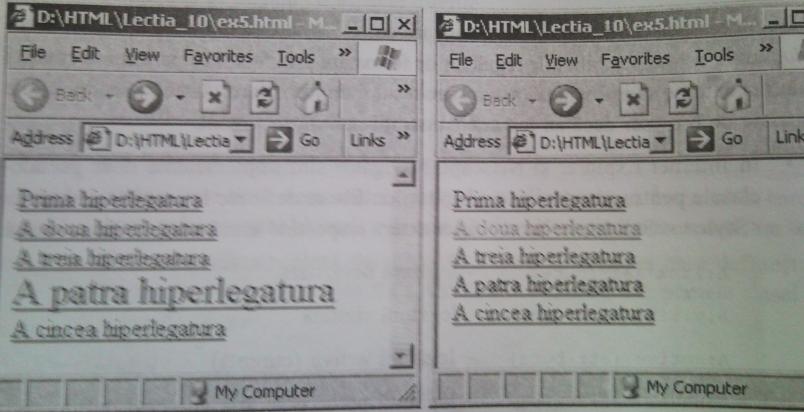 D:\HTML\Lectia_10\ex5.html - M...
File Edit View Favorites Tools »
Back »
Address D:\HTML\Lectia Go Links »
Prima hiperlegatura
A doua hiperlegatura
A treia hiperlegatura
A patra hiperlegatura
A cincea hiperlegatura
My Computer
D:\HTML\Lectia_10\ex5.html - M...
File Edit View Favorites Tools »
Back
Address D:\HTML\Lectia Go Link
Prima hiperlegatura
A doua hiperlegatura
A treia hiperlegatura
A patra hiperlegatura
A cincea hiperlegatura
My Computer